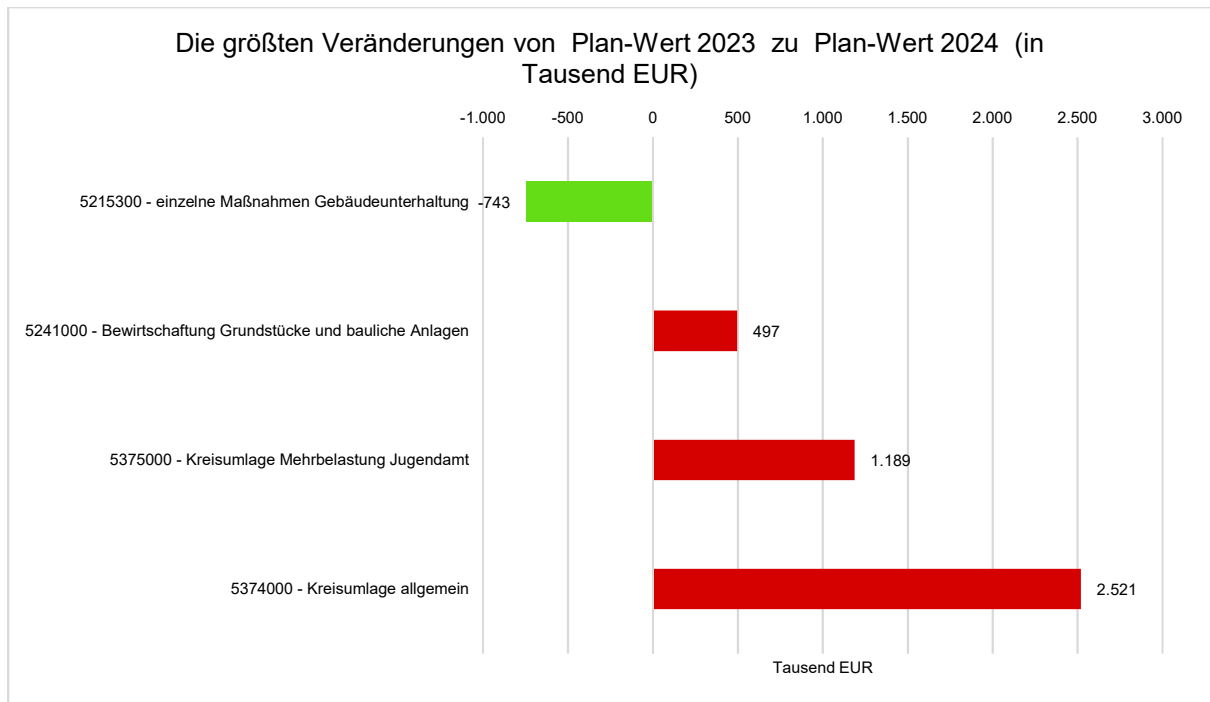 Die größten Veränderungen von Plan-Wert 2023 zu Plan-Wert 2024 (in
Tausend EUR)
-1.000 -500 0 500 1.000 1.500 2.000 2.500 3.000
5215300 - einzelne Maßnahmen Gebäudeunterhaltung -743
5241000 - Bewirtschaftung Grundstücke und bauliche Anlagen 497
5375000 - Kreisumlage Mehrbelastung Jugendamt 1.189
5374000 - Kreisumlage allgemein 2.521
Tausend EUR